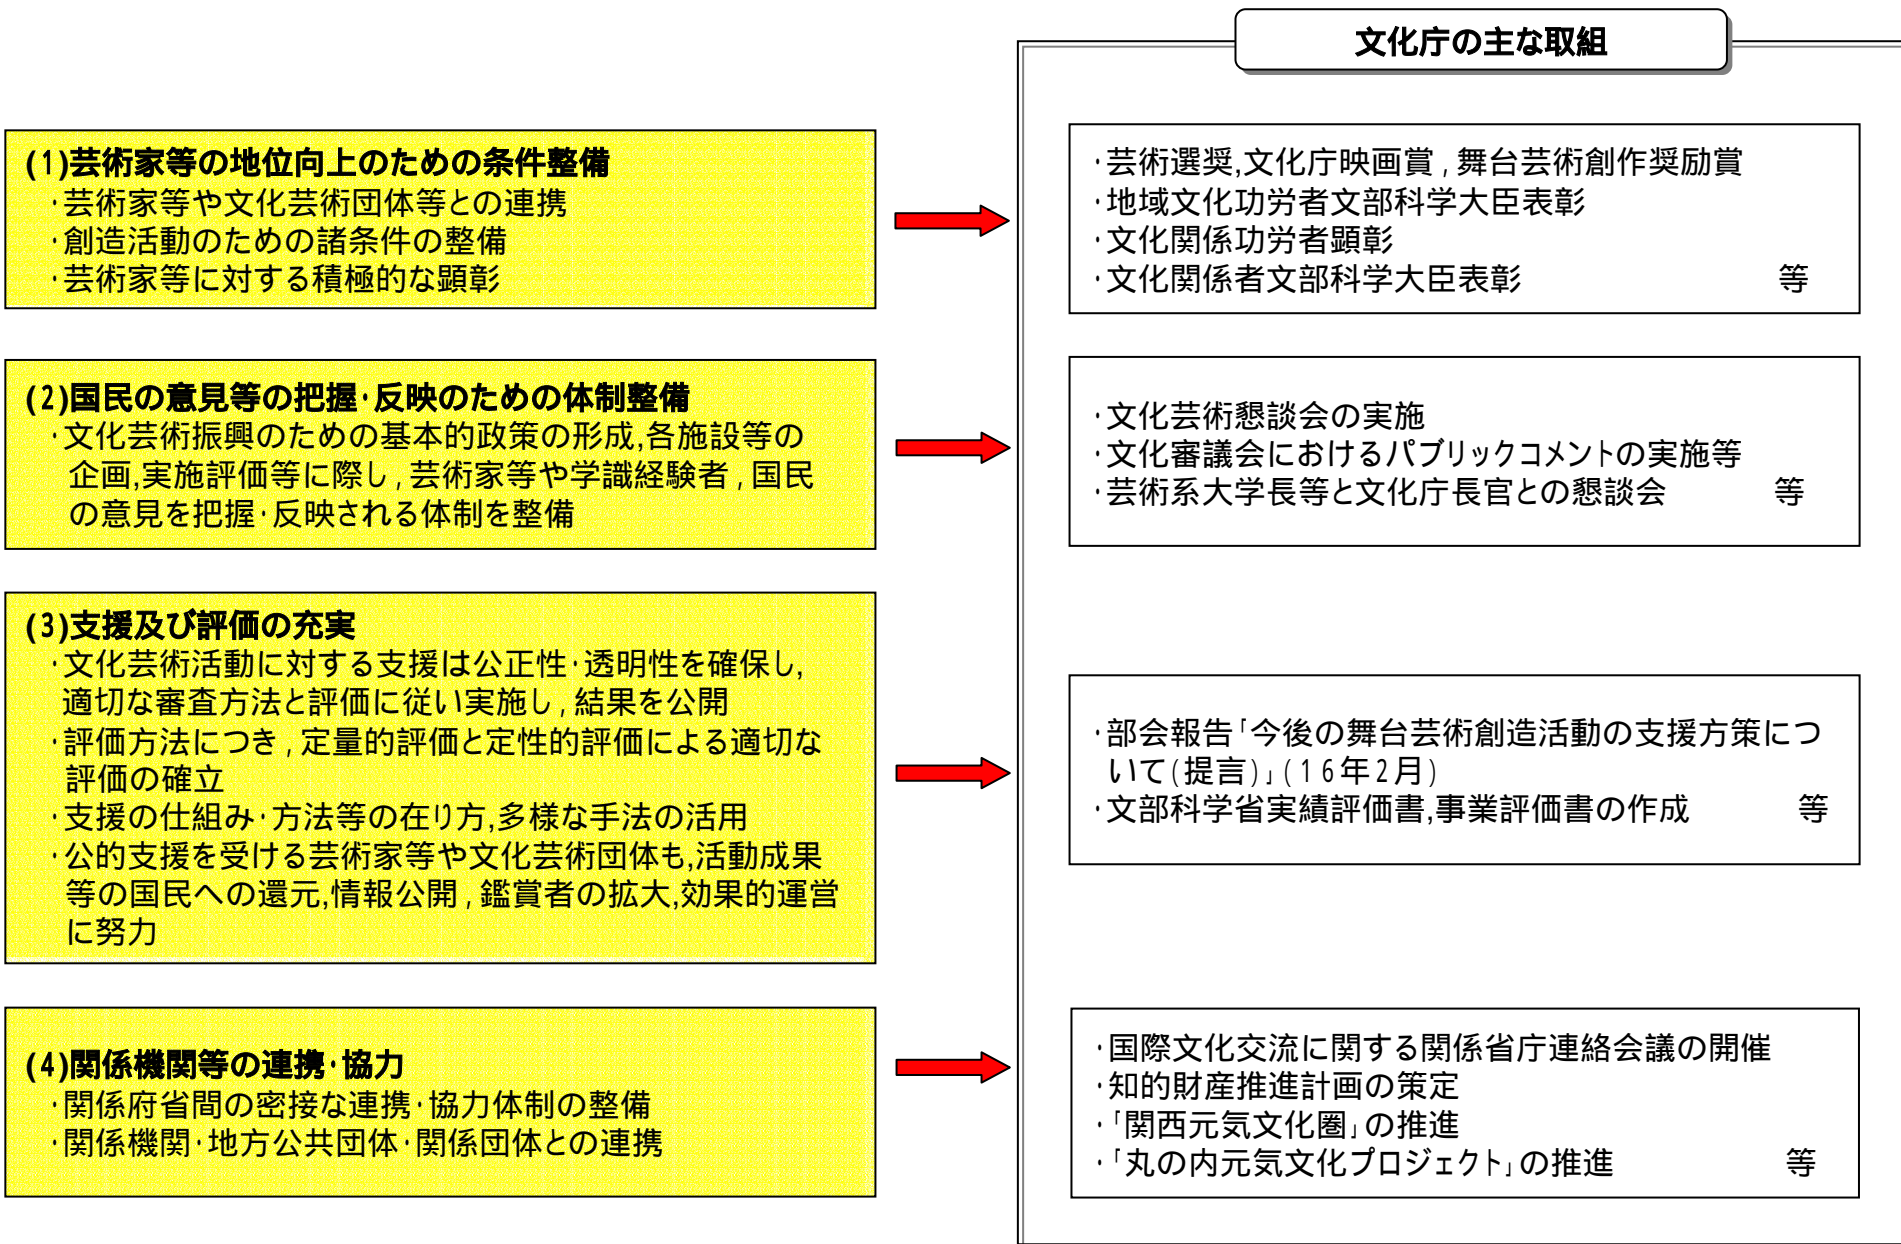 文化庁の主な取組
(1)芸術家等の地位向上のための条件整備
・芸術家等や文化芸術団体等との連携
・創造活動のための諸条件の整備
・芸術家等に対する積極的な顕彰
・芸術選奨,文化庁映画賞,舞台芸術創作奨励賞
・地域文化功労者文部科学大臣表彰
・文化関係功労者顕彰
・文化関係者文部科学大臣表彰 等
(2)国民の意見等の把握・反映のための体制整備
・文化芸術振興のための基本的政策の形成,各施設等の
企画,実施評価等に際し,芸術家等や学識経験者,国民
の意見を把握・反映される体制を整備
・文化芸術懇談会の実施
・文化審議会におけるパブリックコメントの実施等
・芸術系大学長等と文化庁長官との懇談会 等
(3)支援及び評価の充実
・文化芸術活動に対する支援は公正性・透明性を確保し,
適切な審査方法と評価に従い実施し,結果を公開
・評価方法につき,定量的評価と定性的評価による適切な
評価の確立
・支援の仕組み・方法等の在り方,多様な手法の活用
・公的支援を受ける芸術家等や文化芸術団体も,活動成果
等の国民への還元,情報公開,鑑賞者の拡大,効果的運営
に努力
・部会報告「今後の舞台芸術創造活動の支援方策につ
いて(提言)」(16年2月)
・文部科学省実績評価書,事業評価書の作成 等
(4)関係機関等の連携・協力
・関係府省間の密接な連携・協力体制の整備
・関係機関・地方公共団体・関係団体との連携
・国際文化交流に関する関係省庁連絡会議の開催
・知的財産推進計画の策定
・「関西元気文化圏」の推進
・「丸の内元気文化プロジェクト」の推進 等